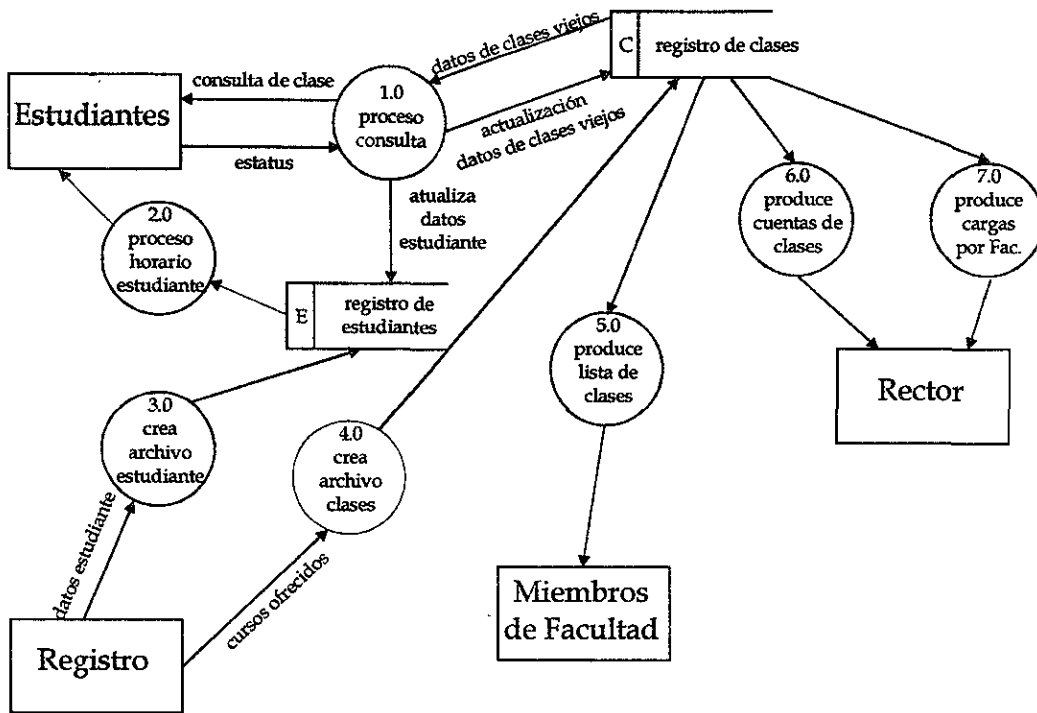 datos de clases viejos
C
registro de clases
consulta de clase
Estudiantes
estatus
1.0
proceso
consulta
actualización
datos de clases viejos
atualiza
datos
estudiante
2.0
proceso
horario
estudiante
6.0
produce
cuentas de
clases
7.0
produce
cargas
por Fac.
E
registro de
estudiantes
5.0
produce
lista de
clases
Rector
3.0
crea
archivo
estudiante
4.0
crea
archivo
clases
datos estudiante
cursos ofrecidos
Registro
Miembros
de Facultad